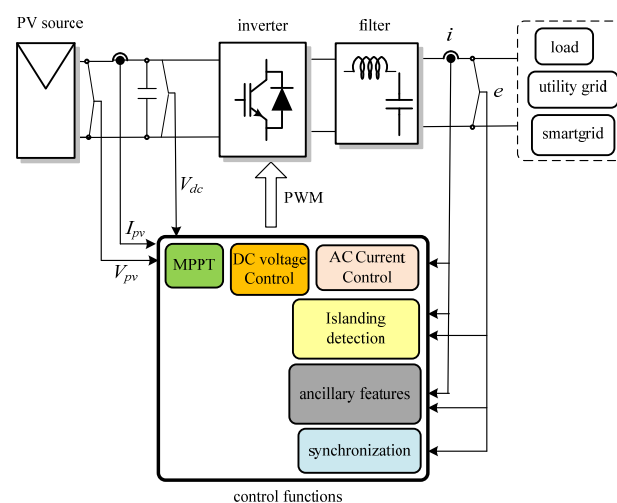 PV source
inverter
filter
i
load
e
utility grid
smartgrid
V_dc
PWM
I_pv
V_pv
MPPT
DC voltage
Control
AC Current
Control
Islanding
detection
ancillary features
synchronization
control functions